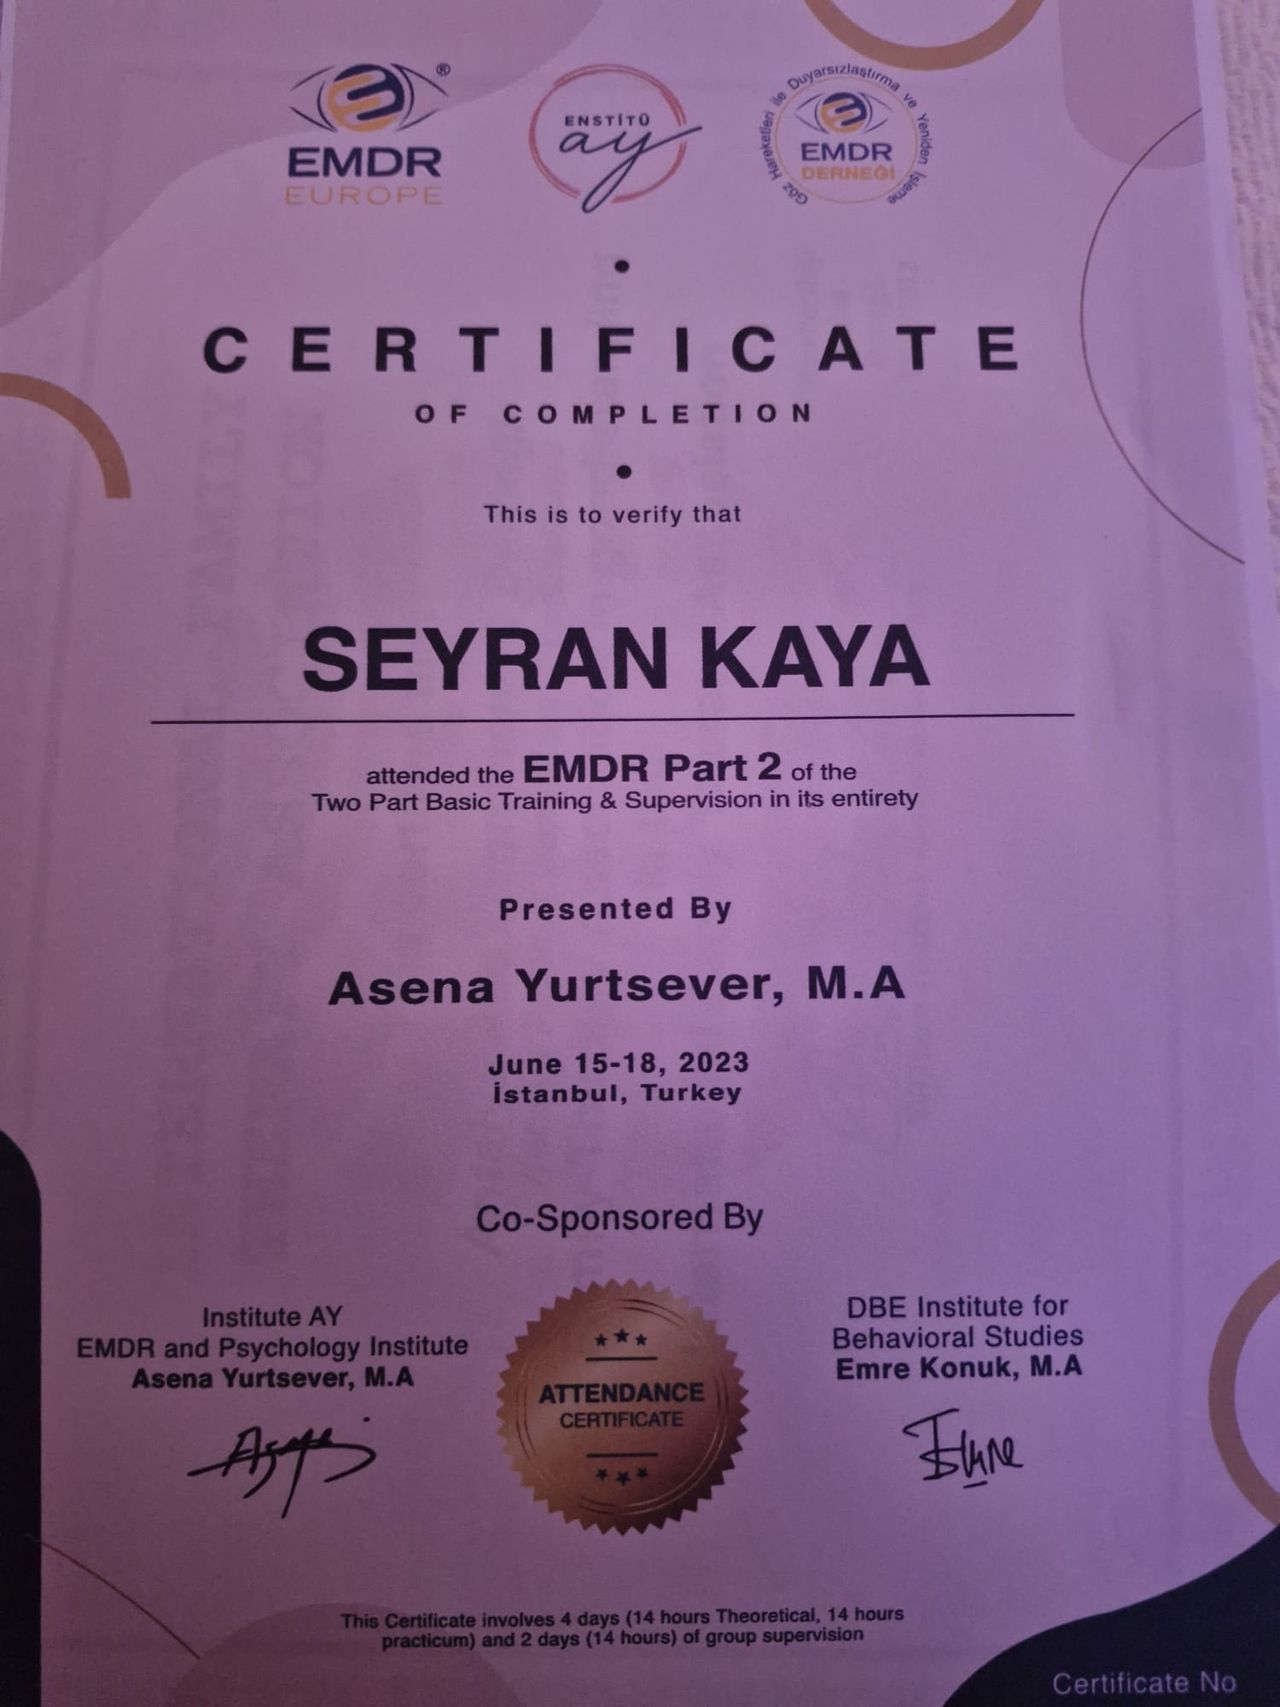 EMDR
EUROPE
®
ENSTİTÜ
ay
Göz Hareketleri ile Duyarsızlaştırma ve Yeniden İşleme
EMDR
DERNEĞİ
CERTIFICATE
OF COMPLETION
This is to verify that
SEYRAN KAYA
attended the EMDR Part 2 of the
Two Part Basic Training & Supervision in its entirety
Presented By
Asena Yurtsever, M.A
June 15-18, 2023
İstanbul, Turkey
Co-Sponsored By
Institute AY
EMDR and Psychology Institute
Asena Yurtsever, M.A
ATTENDANCE
CERTIFICATE
DBE Institute for
Behavioral Studies
Emre Konuk, M.A
This Certificate involves 4 days (14 hours Theoretical, 14 hours
practicum) and 2 days (14 hours) of group supervision
Certificate No